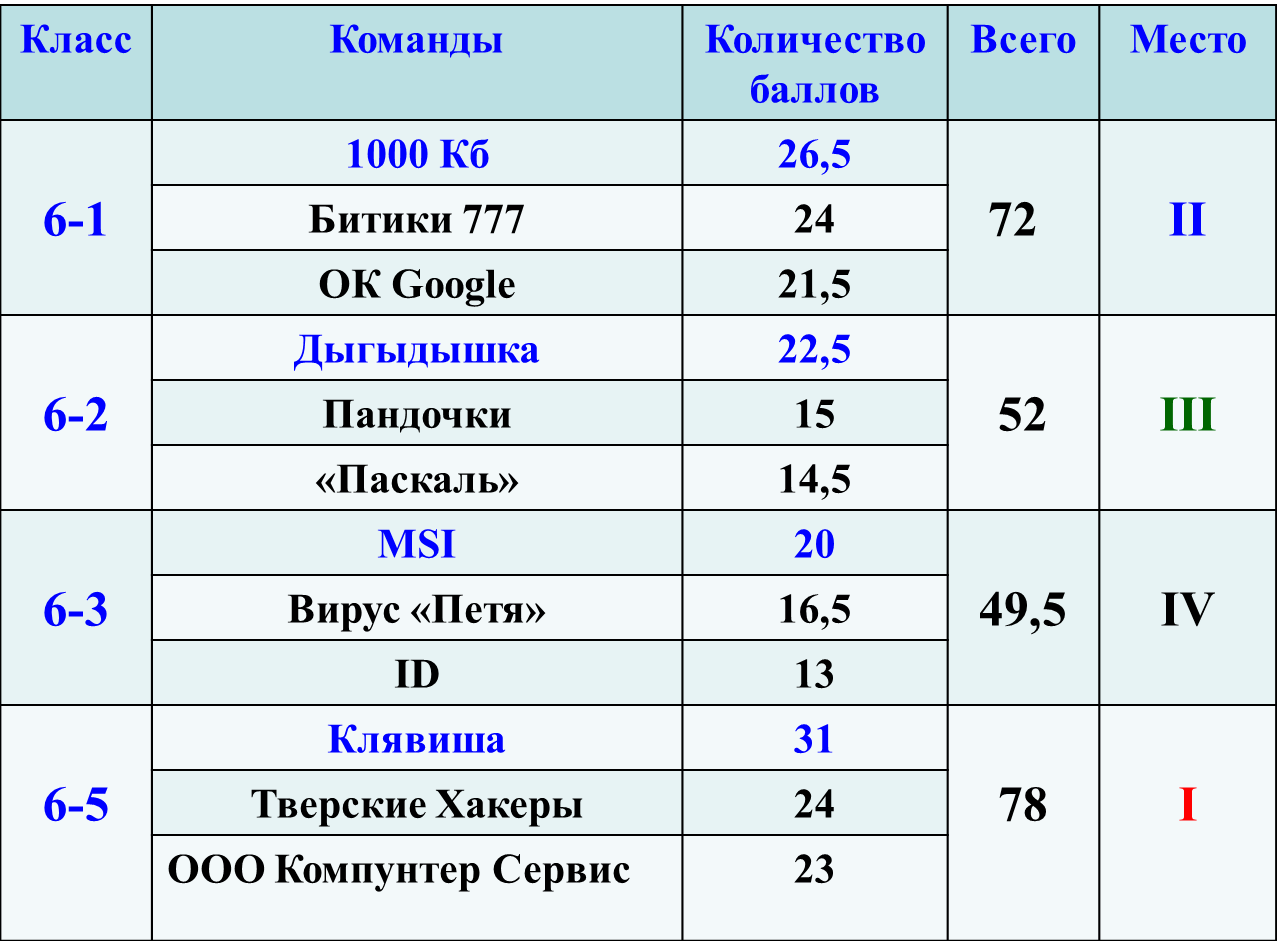 Класс Команды Количество баллов Всего Место
6-1 1000 Кб 26,5 72 II
Битики 777 24
ОК Google 21,5
6-2 Дыгыдышка 22,5 52 III
Пандочки 15
«Паскаль» 14,5
6-3 MSI 20 49,5 IV
Вирус «Петя» 16,5
ID 13
6-5 Клявиша 31 78 I
Тверские Хакеры 24
ООО Компунтер Сервис 23